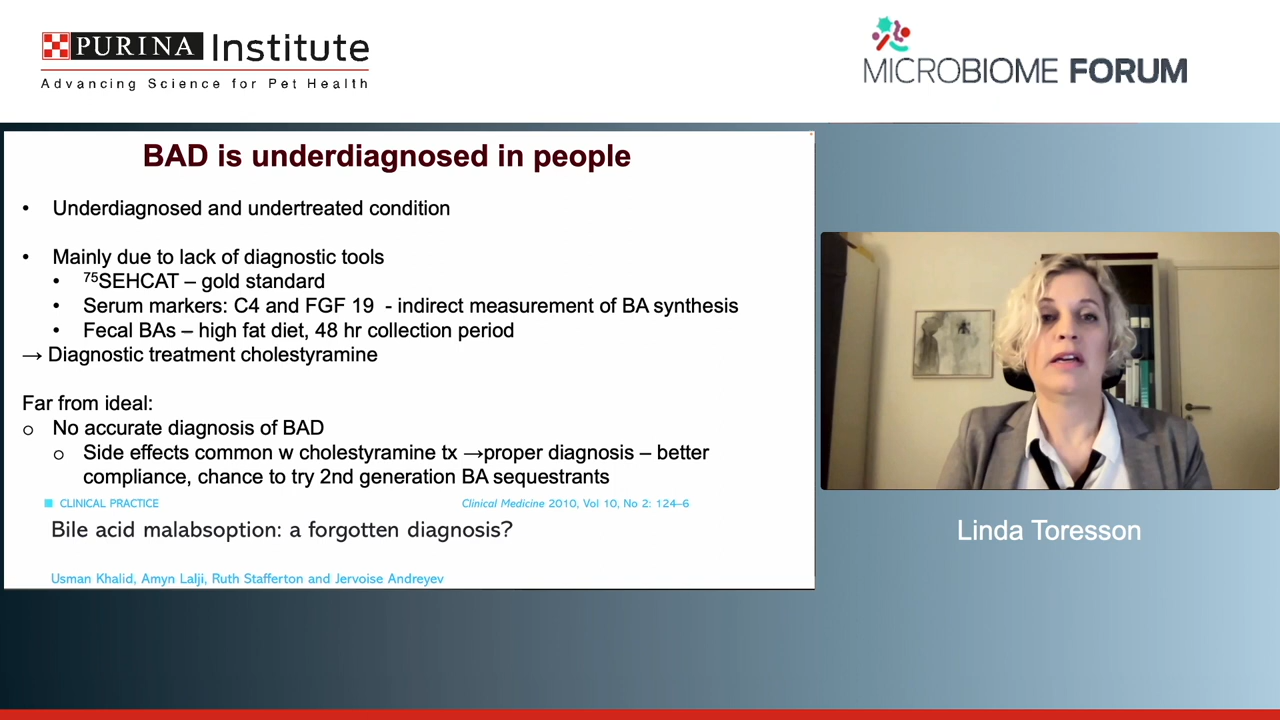 PURINA Institute
Advancing Science for Pet Health
MICROBIOME FORUM
BAD is underdiagnosed in people
• Underdiagnosed and undertreated condition
• Mainly due to lack of diagnostic tools
• ⁷⁵SEHCAT – gold standard
• Serum markers: C4 and FGF 19 - indirect measurement of BA synthesis
• Fecal BAs – high fat diet, 48 hr collection period
→ Diagnostic treatment cholestyramine
Far from ideal:
o No accurate diagnosis of BAD
o Side effects common w cholestyramine tx →proper diagnosis – better
compliance, chance to try 2nd generation BA sequestrants
CLINICAL PRACTICE
Clinical Medicine 2010, Vol 10, No 2: 124–6
Bile acid malabsoption: a forgotten diagnosis?
Usman Khalid, Amyn Lalji, Ruth Stafferton and Jervoise Andreyev
Linda Toresson